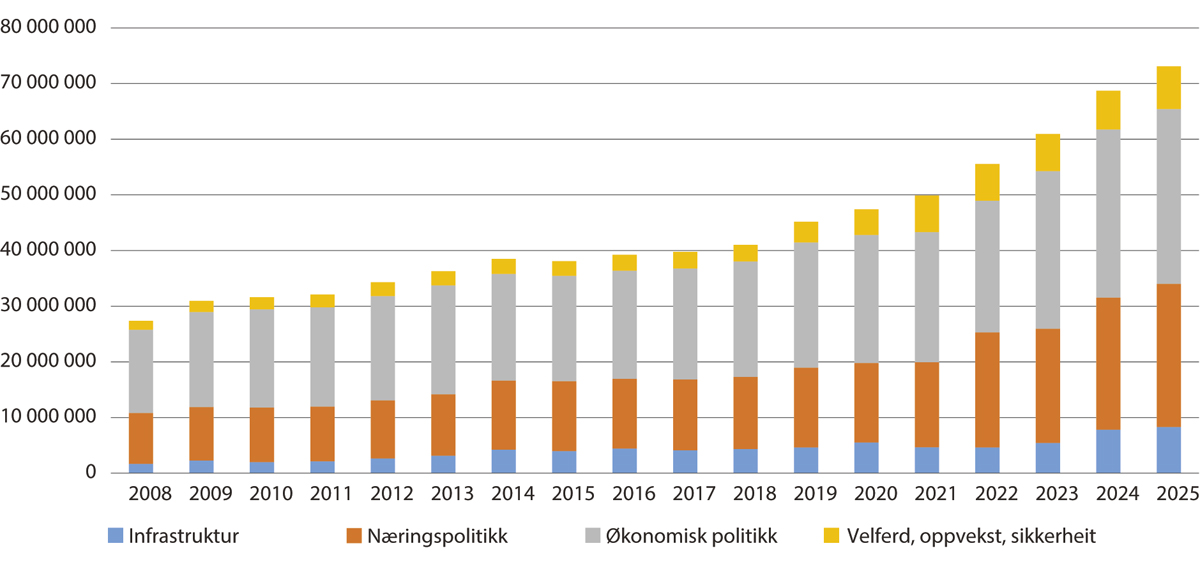 80 000 000
70 000 000
60 000 000
50 000 000
40 000 000
30 000 000
20 000 000
10 000 000
0
2008 2009 2010 2011 2012 2013 2014 2015 2016 2017 2018 2019 2020 2021 2022 2023 2024 2025
Infrastruktur Næringspolitikk Økonomisk politikk Velferd, oppvekst, sikkerheit